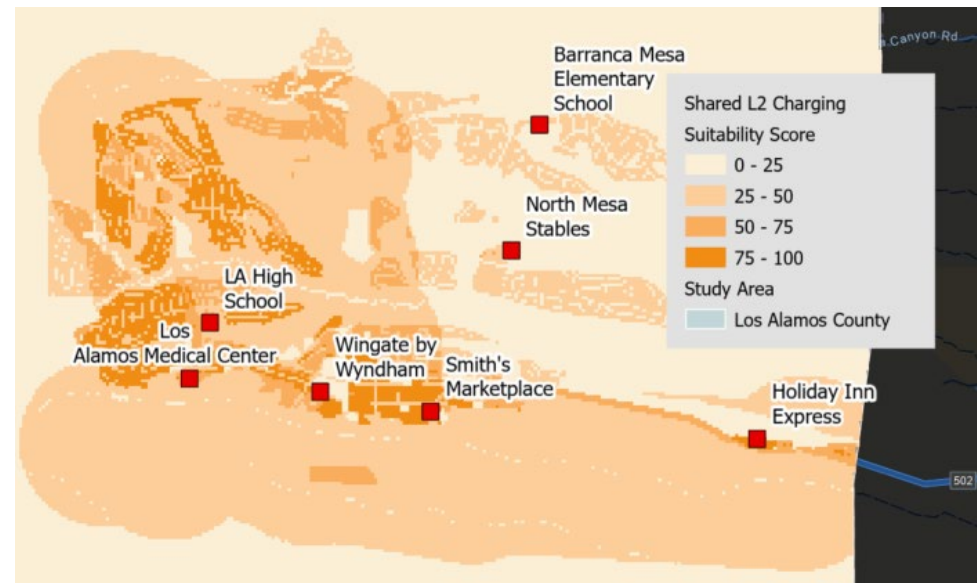 a Canyon Rd
Barranca Mesa
Elementary
School
Shared L2 Charging
Suitability Score
0 - 25
25 - 50
50 - 75
75 - 100
Study Area
Los Alamos County
North Mesa
Stables
LA High
School
Los
Alamos Medical Center
Wingate by
Wyndham
Smith's
Marketplace
Holiday Inn
Express
502